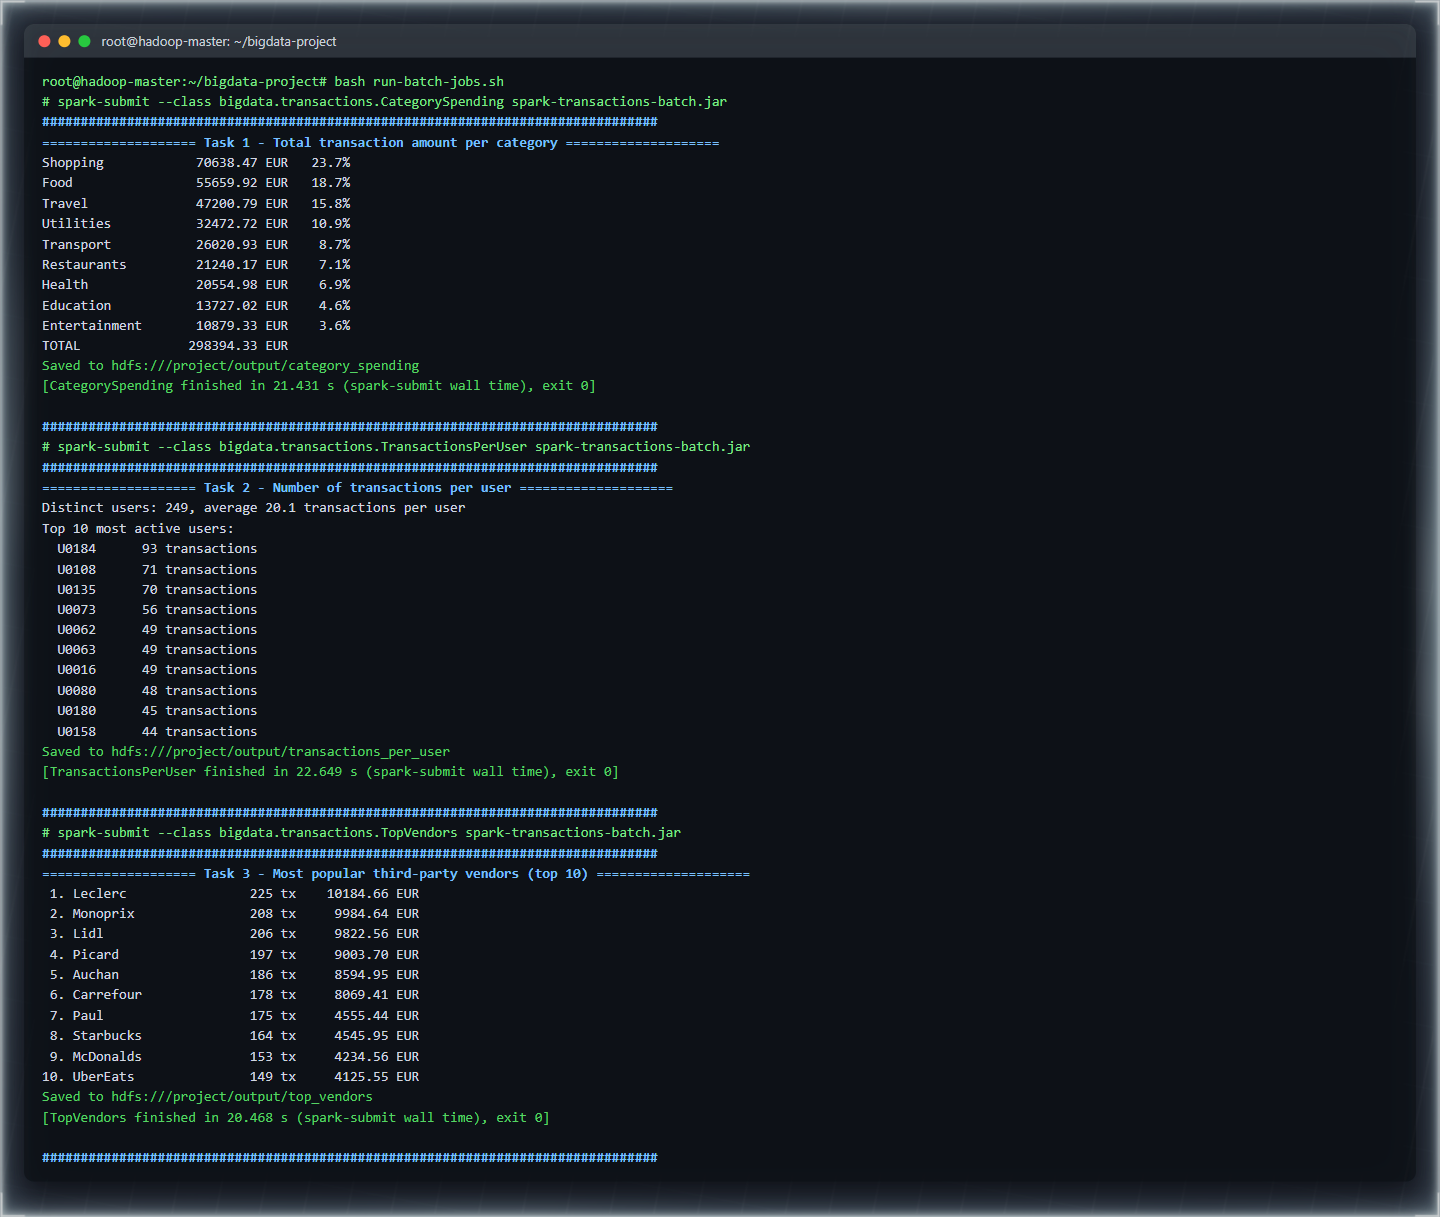 root@hadoop-master: ~/bigdata-project
root@hadoop-master:~/bigdata-project# bash run-batch-jobs.sh
# spark-submit --class bigdata.transactions.CategorySpending spark-transactions-batch.jar
################################################################################
==================== Task 1 - Total transaction amount per category ====================
Shopping            70638.47 EUR   23.7%
Food                55659.92 EUR   18.7%
Travel              47200.79 EUR   15.8%
Utilities           32472.72 EUR   10.9%
Transport           26020.93 EUR    8.7%
Restaurants         21240.17 EUR    7.1%
Health              20554.98 EUR    6.9%
Education           13727.02 EUR    4.6%
Entertainment       10879.33 EUR    3.6%
TOTAL              298394.33 EUR
Saved to hdfs:///project/output/category_spending
[CategorySpending finished in 21.431 s (spark-submit wall time), exit 0]
################################################################################
# spark-submit --class bigdata.transactions.TransactionsPerUser spark-transactions-batch.jar
################################################################################
==================== Task 2 - Number of transactions per user ====================
Distinct users: 249, average 20.1 transactions per user
Top 10 most active users:
  U0184      93 transactions
  U0108      71 transactions
  U0135      70 transactions
  U0073      56 transactions
  U0062      49 transactions
  U0063      49 transactions
  U0016      49 transactions
  U0080      48 transactions
  U0180      45 transactions
  U0158      44 transactions
Saved to hdfs:///project/output/transactions_per_user
[TransactionsPerUser finished in 22.649 s (spark-submit wall time), exit 0]
################################################################################
# spark-submit --class bigdata.transactions.TopVendors spark-transactions-batch.jar
################################################################################
==================== Task 3 - Most popular third-party vendors (top 10) ====================
 1. Leclerc                225 tx    10184.66 EUR
 2. Monoprix               208 tx     9984.64 EUR
 3. Lidl                   206 tx     9822.56 EUR
 4. Picard                 197 tx     9003.70 EUR
 5. Auchan                 186 tx     8594.95 EUR
 6. Carrefour              178 tx     8069.41 EUR
 7. Paul                   175 tx     4555.44 EUR
 8. Starbucks              164 tx     4545.95 EUR
 9. McDonalds              153 tx     4234.56 EUR
10. UberEats               149 tx     4125.55 EUR
Saved to hdfs:///project/output/top_vendors
[TopVendors finished in 20.468 s (spark-submit wall time), exit 0]
################################################################################